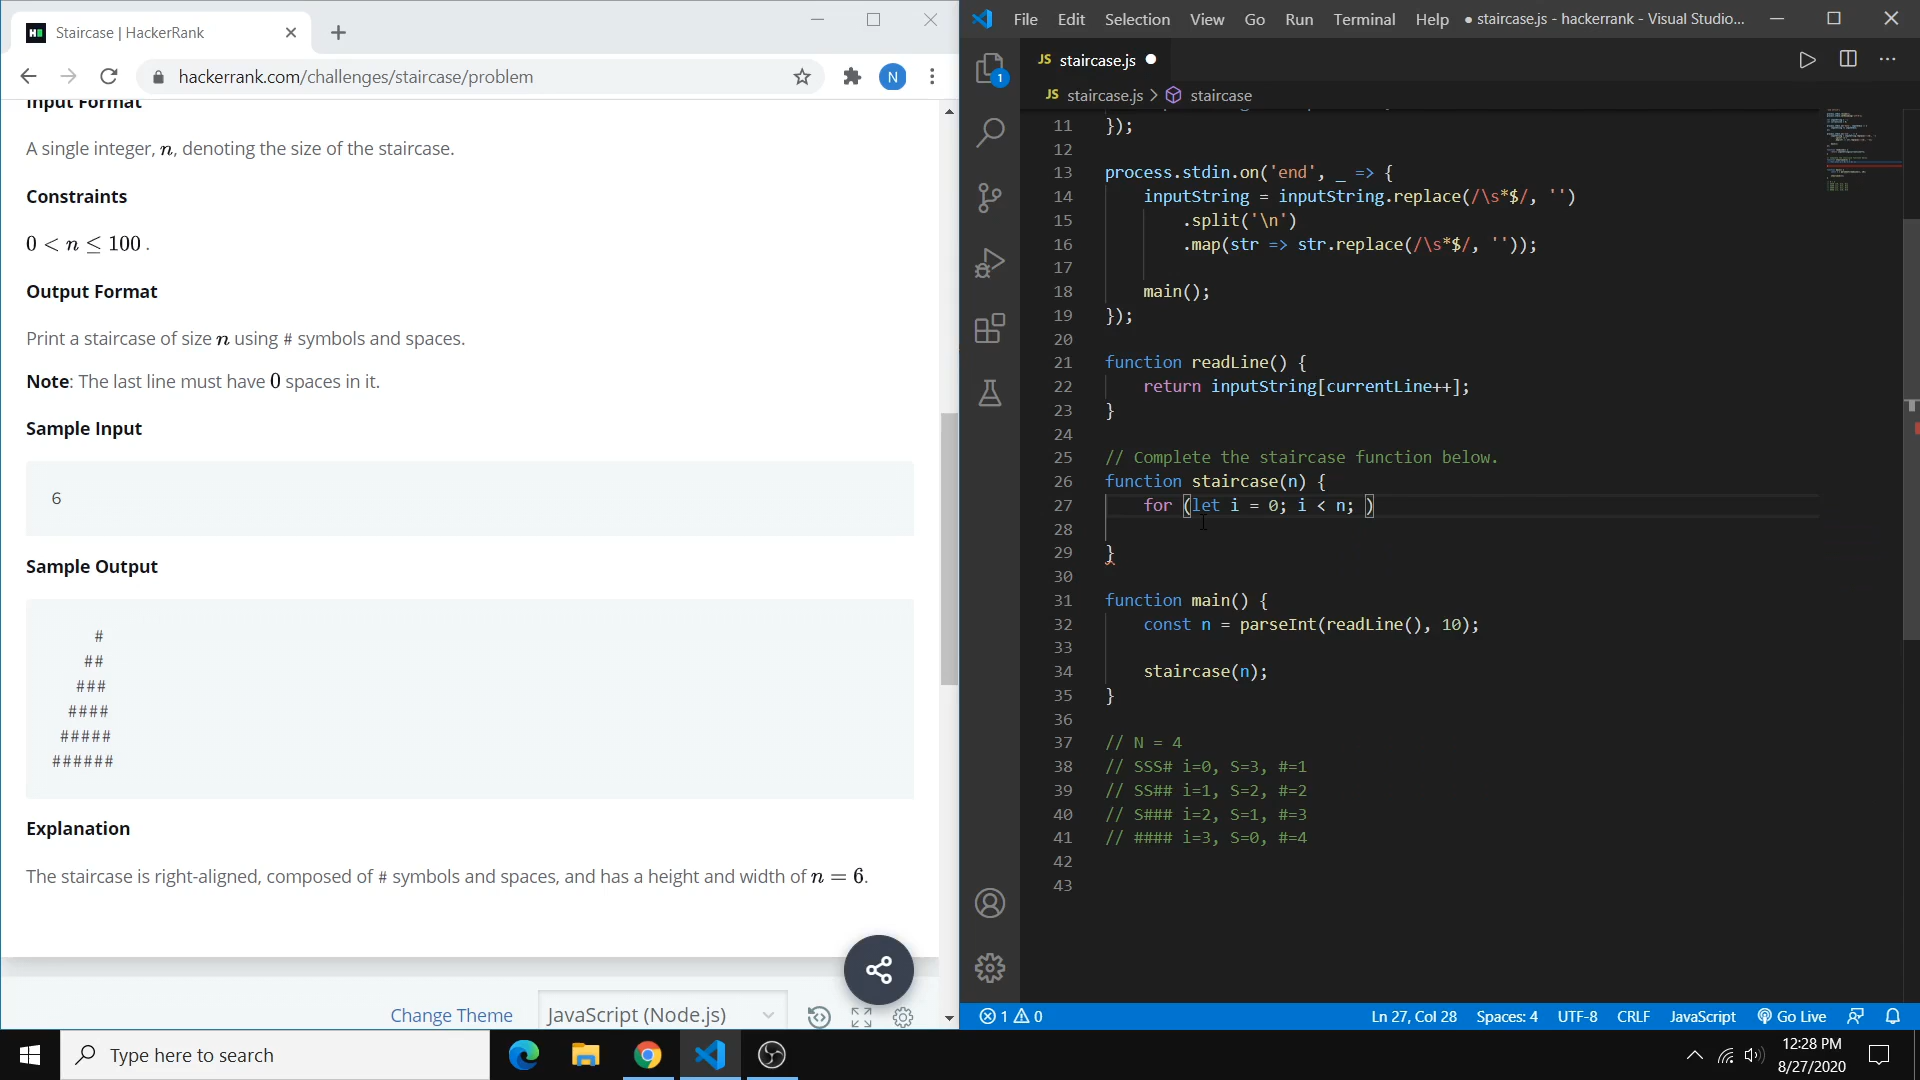 Staircase | HackerRank
hackerrank.com/challenges/staircase/problem
N
Input Format
A single integer, n, denoting the size of the staircase.
Constraints
0 < n ≤ 100 .
Output Format
Print a staircase of size n using # symbols and spaces.
Note: The last line must have 0 spaces in it.
Sample Input
6
Sample Output
     #
    ##
   ###
  ####
 #####
######
Explanation
The staircase is right-aligned, composed of # symbols and spaces, and has a height and width of n = 6.
Change Theme
JavaScript (Node.js)
File Edit Selection View Go Run Terminal Help
● staircase.js - hackerrank - Visual Studio...
1
JS staircase.js ●
JS staircase.js > staircase
11 });
12
13 process.stdin.on('end', _ => {
14     inputString = inputString.replace(/\s*$/, '')
15         .split('\n')
16         .map(str => str.replace(/\s*$/, ''));
17
18     main();
19 });
20
21 function readLine() {
22     return inputString[currentLine++];
23 }
24
25 // Complete the staircase function below.
26 function staircase(n) {
27     for (let i = 0; i < n; )
28
29 }
30
31 function main() {
32     const n = parseInt(readLine(), 10);
33
34     staircase(n);
35 }
36
37 // N = 4
38 // SSS# i=0, S=3, #=1
39 // SS## i=1, S=2, #=2
40 // S### i=2, S=1, #=3
41 // #### i=3, S=0, #=4
42
43
1 0
Ln 27, Col 28
Spaces: 4
UTF-8
CRLF
JavaScript
Go Live
Type here to search
12:28 PM
8/27/2020